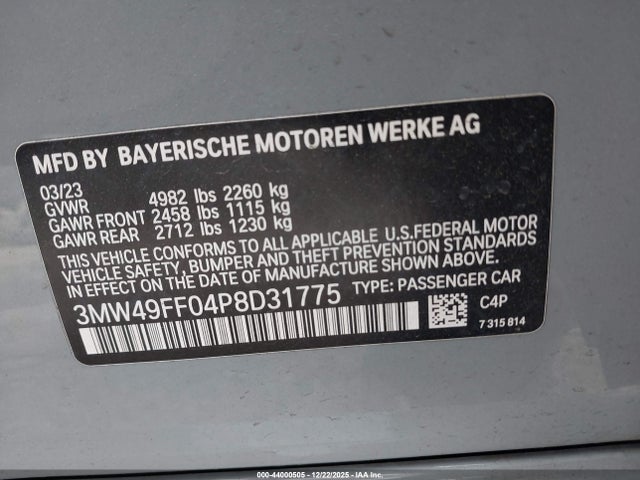 MFD BY BAYERISCHE MOTOREN WERKE AG
03/23
GVWR 4982 lbs 2260 kg
GAWR FRONT 2458 lbs 1115 kg
GAWR REAR 2712 lbs 1230 kg
THIS VEHICLE CONFORMS TO ALL APPLICABLE U.S.FEDERAL MOTOR
VEHICLE SAFETY, BUMPER AND THEFT PREVENTION STANDARDS
IN EFFECT ON THE DATE OF MANUFACTURE SHOWN ABOVE.
3MW49FF04P8D31775 TYPE: PASSENGER CAR
C4P
7 315 814
000-44000505 - 12/22/2025 - IAA Inc.